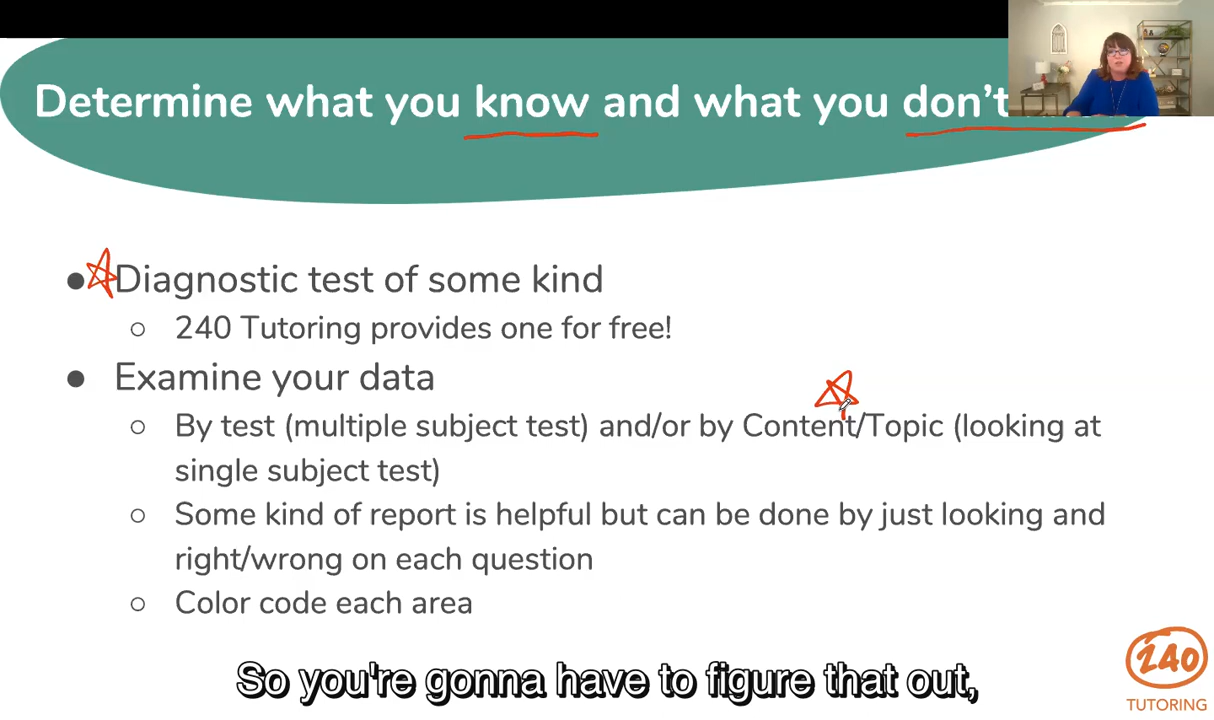 Determine what you know and what you don't
● Diagnostic test of some kind
○ 240 Tutoring provides one for free!
● Examine your data
○ By test (multiple subject test) and/or by Content/Topic (looking at
single subject test)
○ Some kind of report is helpful but can be done by just looking and
right/wrong on each question
○ Color code each area
So you're gonna have to figure that out,
240
TUTORING